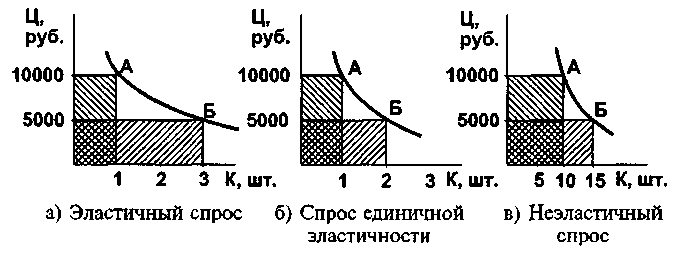 Ц, руб.
10000
А
5000
Б
1 2 3 К, шт.
а) Эластичный спрос
Ц, руб.
10000
А
5000
Б
1 2 3 К, шт.
б) Спрос единичной
эластичности
Ц, руб.
10000
А
5000
Б
5 10 15 К, шт.
в) Неэластичный
спрос